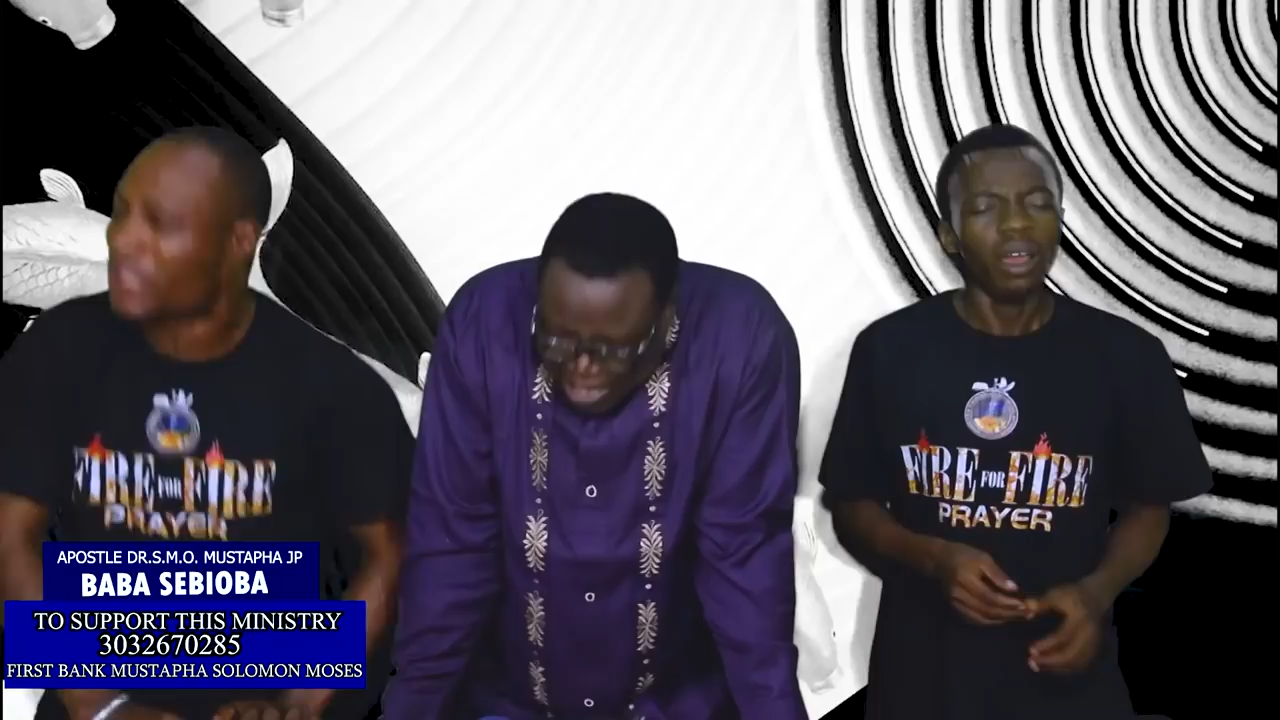 FIRE FOR FIRE
PRAYER
FIRE FOR FIRE
PRAYER
APOSTLE DR.S.M.O. MUSTAPHA JP
BABA SEBIOBA
TO SUPPORT THIS MINISTRY
3032670285
FIRST BANK MUSTAPHA SOLOMON MOSES